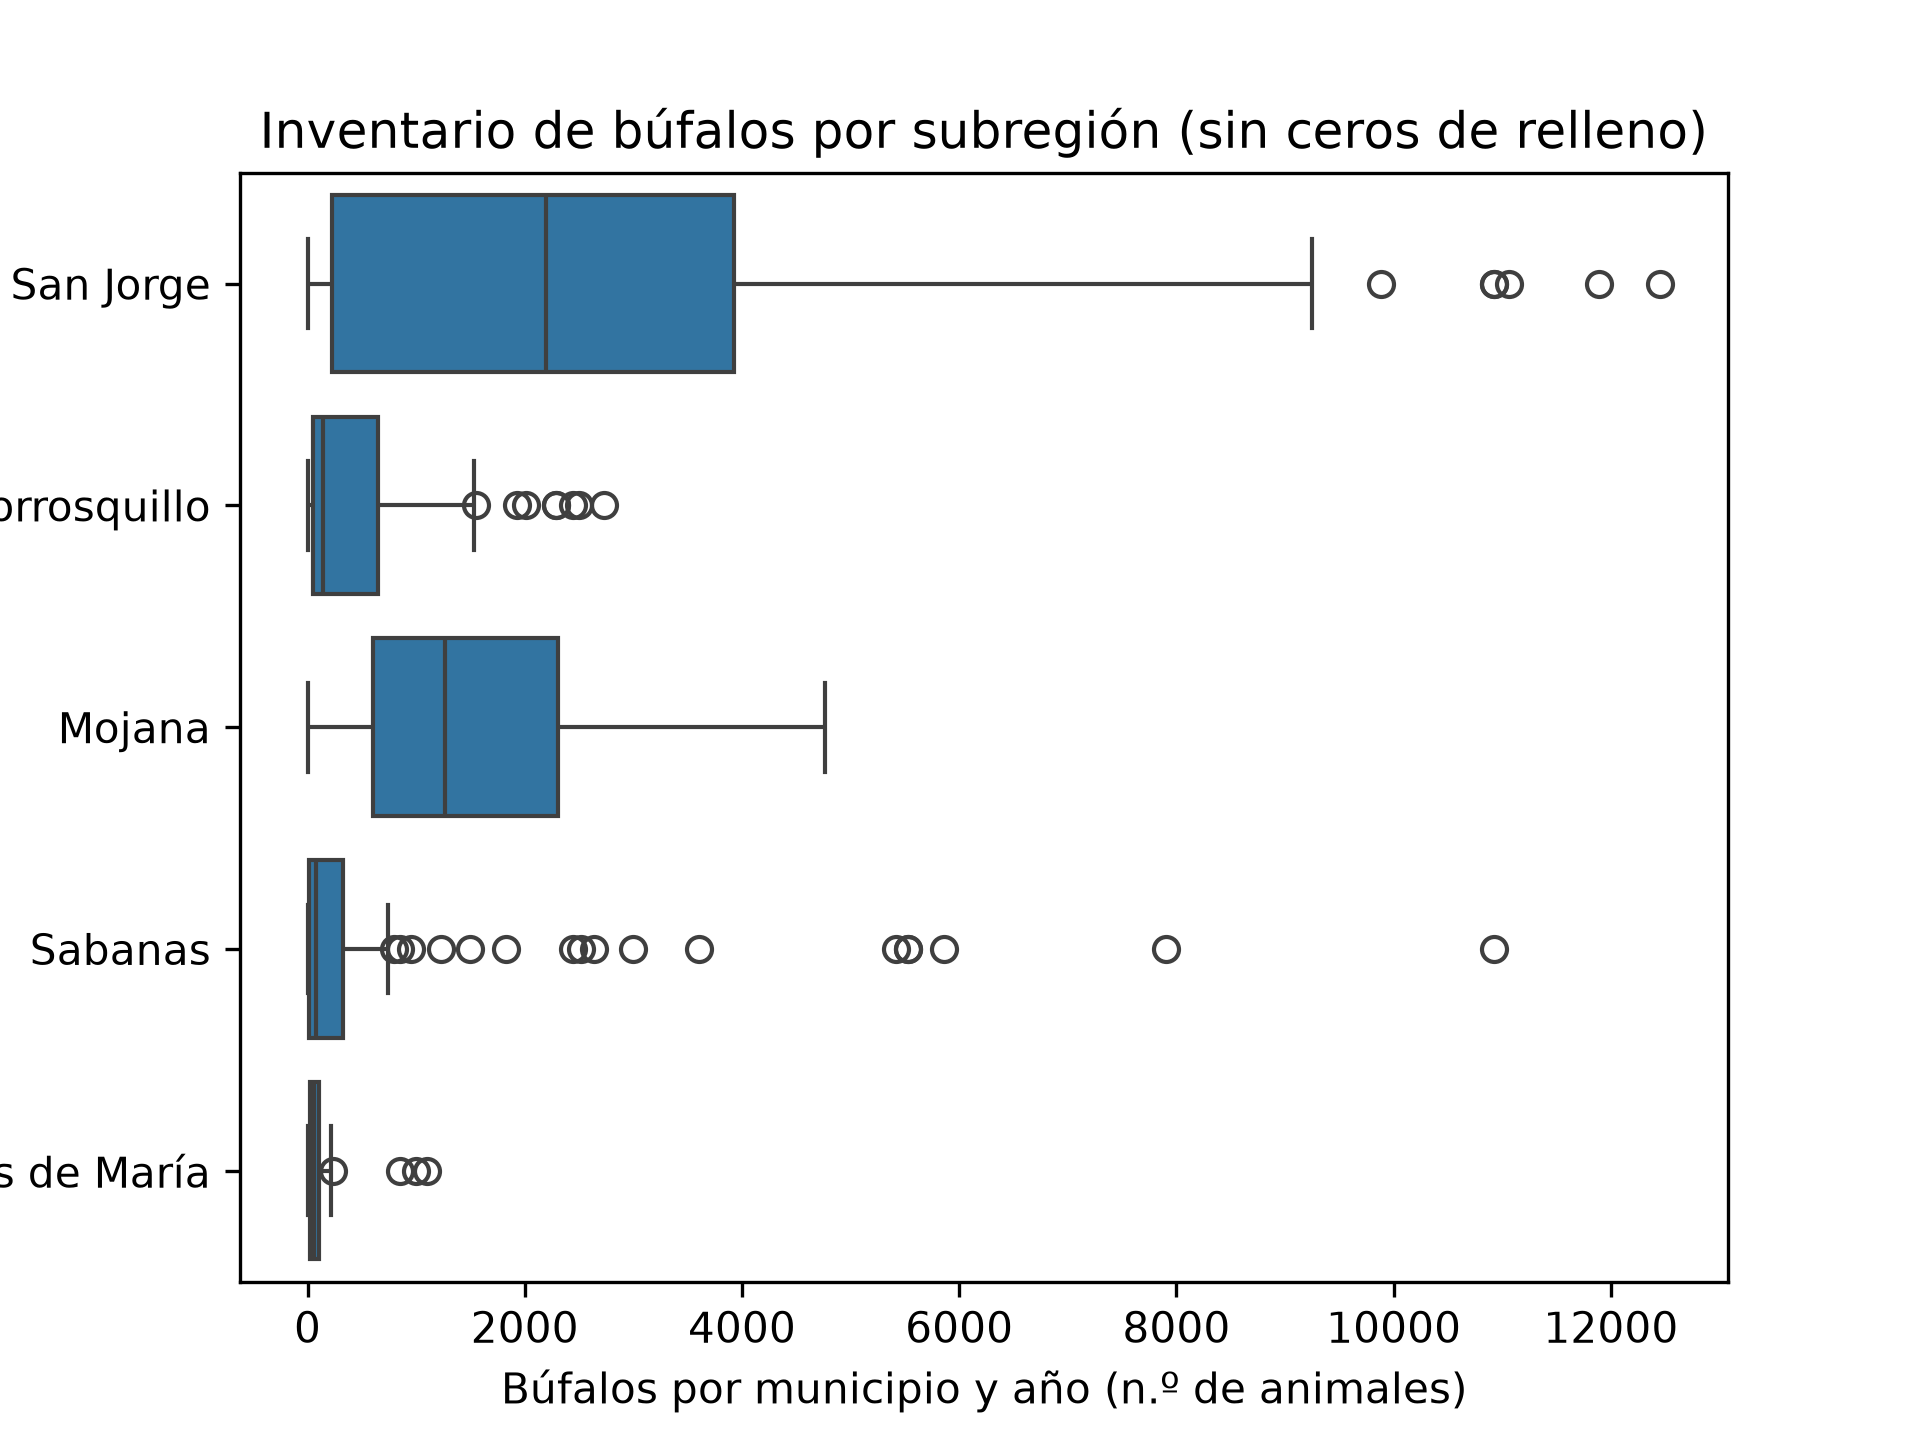 Inventario de búfalos por subregión (sin ceros de relleno)
San Jorge
orrosquillo
Mojana
Sabanas
s de María
0 2000 4000 6000 8000 10000 12000
Búfalos por municipio y año (n.º de animales)